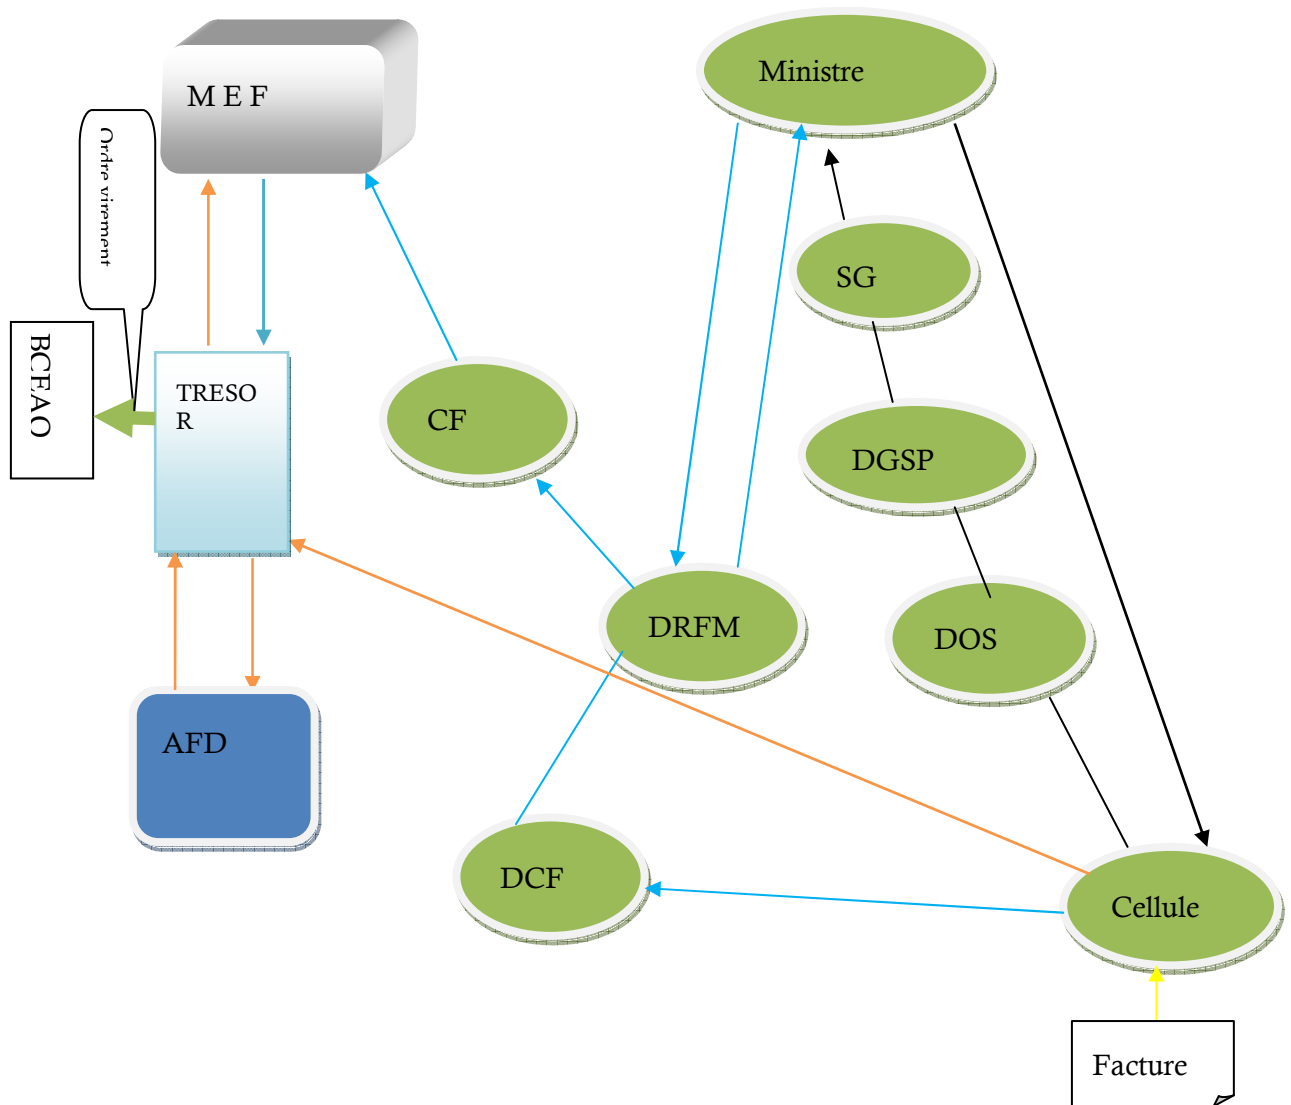 Ministre
M E F
Ordre virement
SG
BCEAO
TRESO
R
CF
DGSP
DRFM
DOS
AFD
DCF
Cellule
Facture